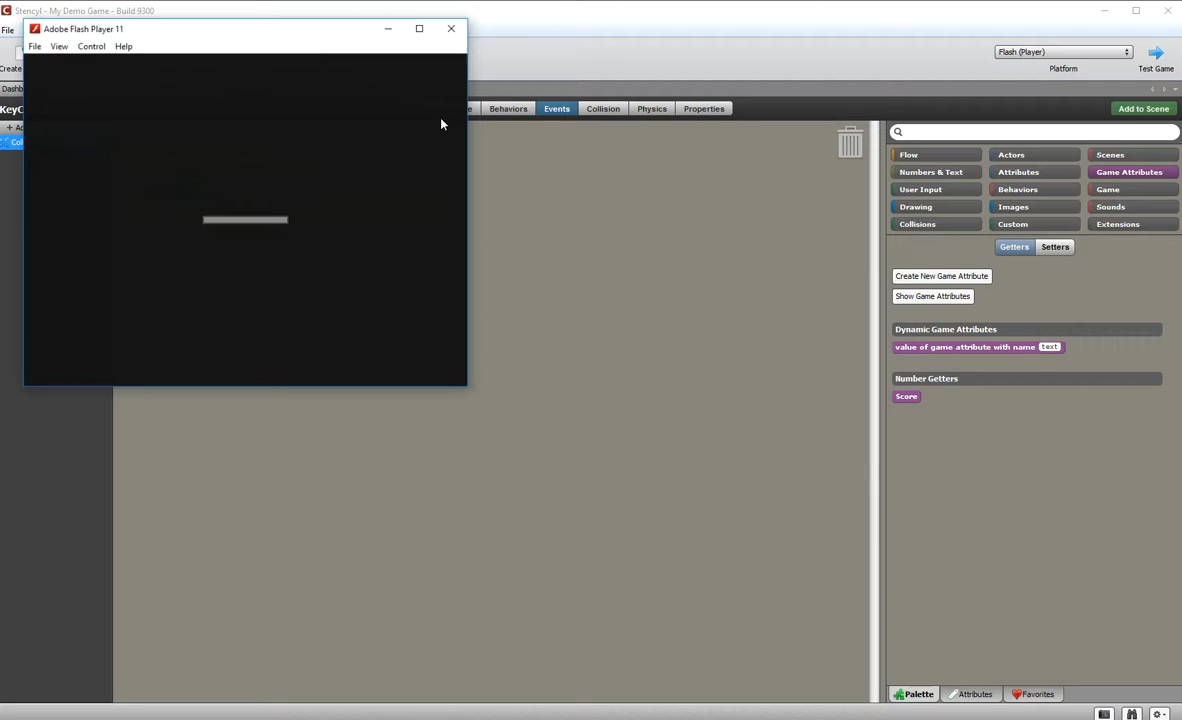 Stencyl - My Demo Game - Build 9300
File
Adobe Flash Player 11
File View Control Help
Create
Flash (Player)
Platform
Test Game
Behaviors Events Collision Physics Properties
Add to Scene
Flow Actors Scenes
Numbers & Text Attributes Game Attributes
User Input Behaviors Game
Drawing Images Sounds
Collisions Custom Extensions
Getters Setters
Create New Game Attribute
Show Game Attributes
Dynamic Game Attributes
value of game attribute with name text
Number Getters
Score
Palette Attributes Favorites